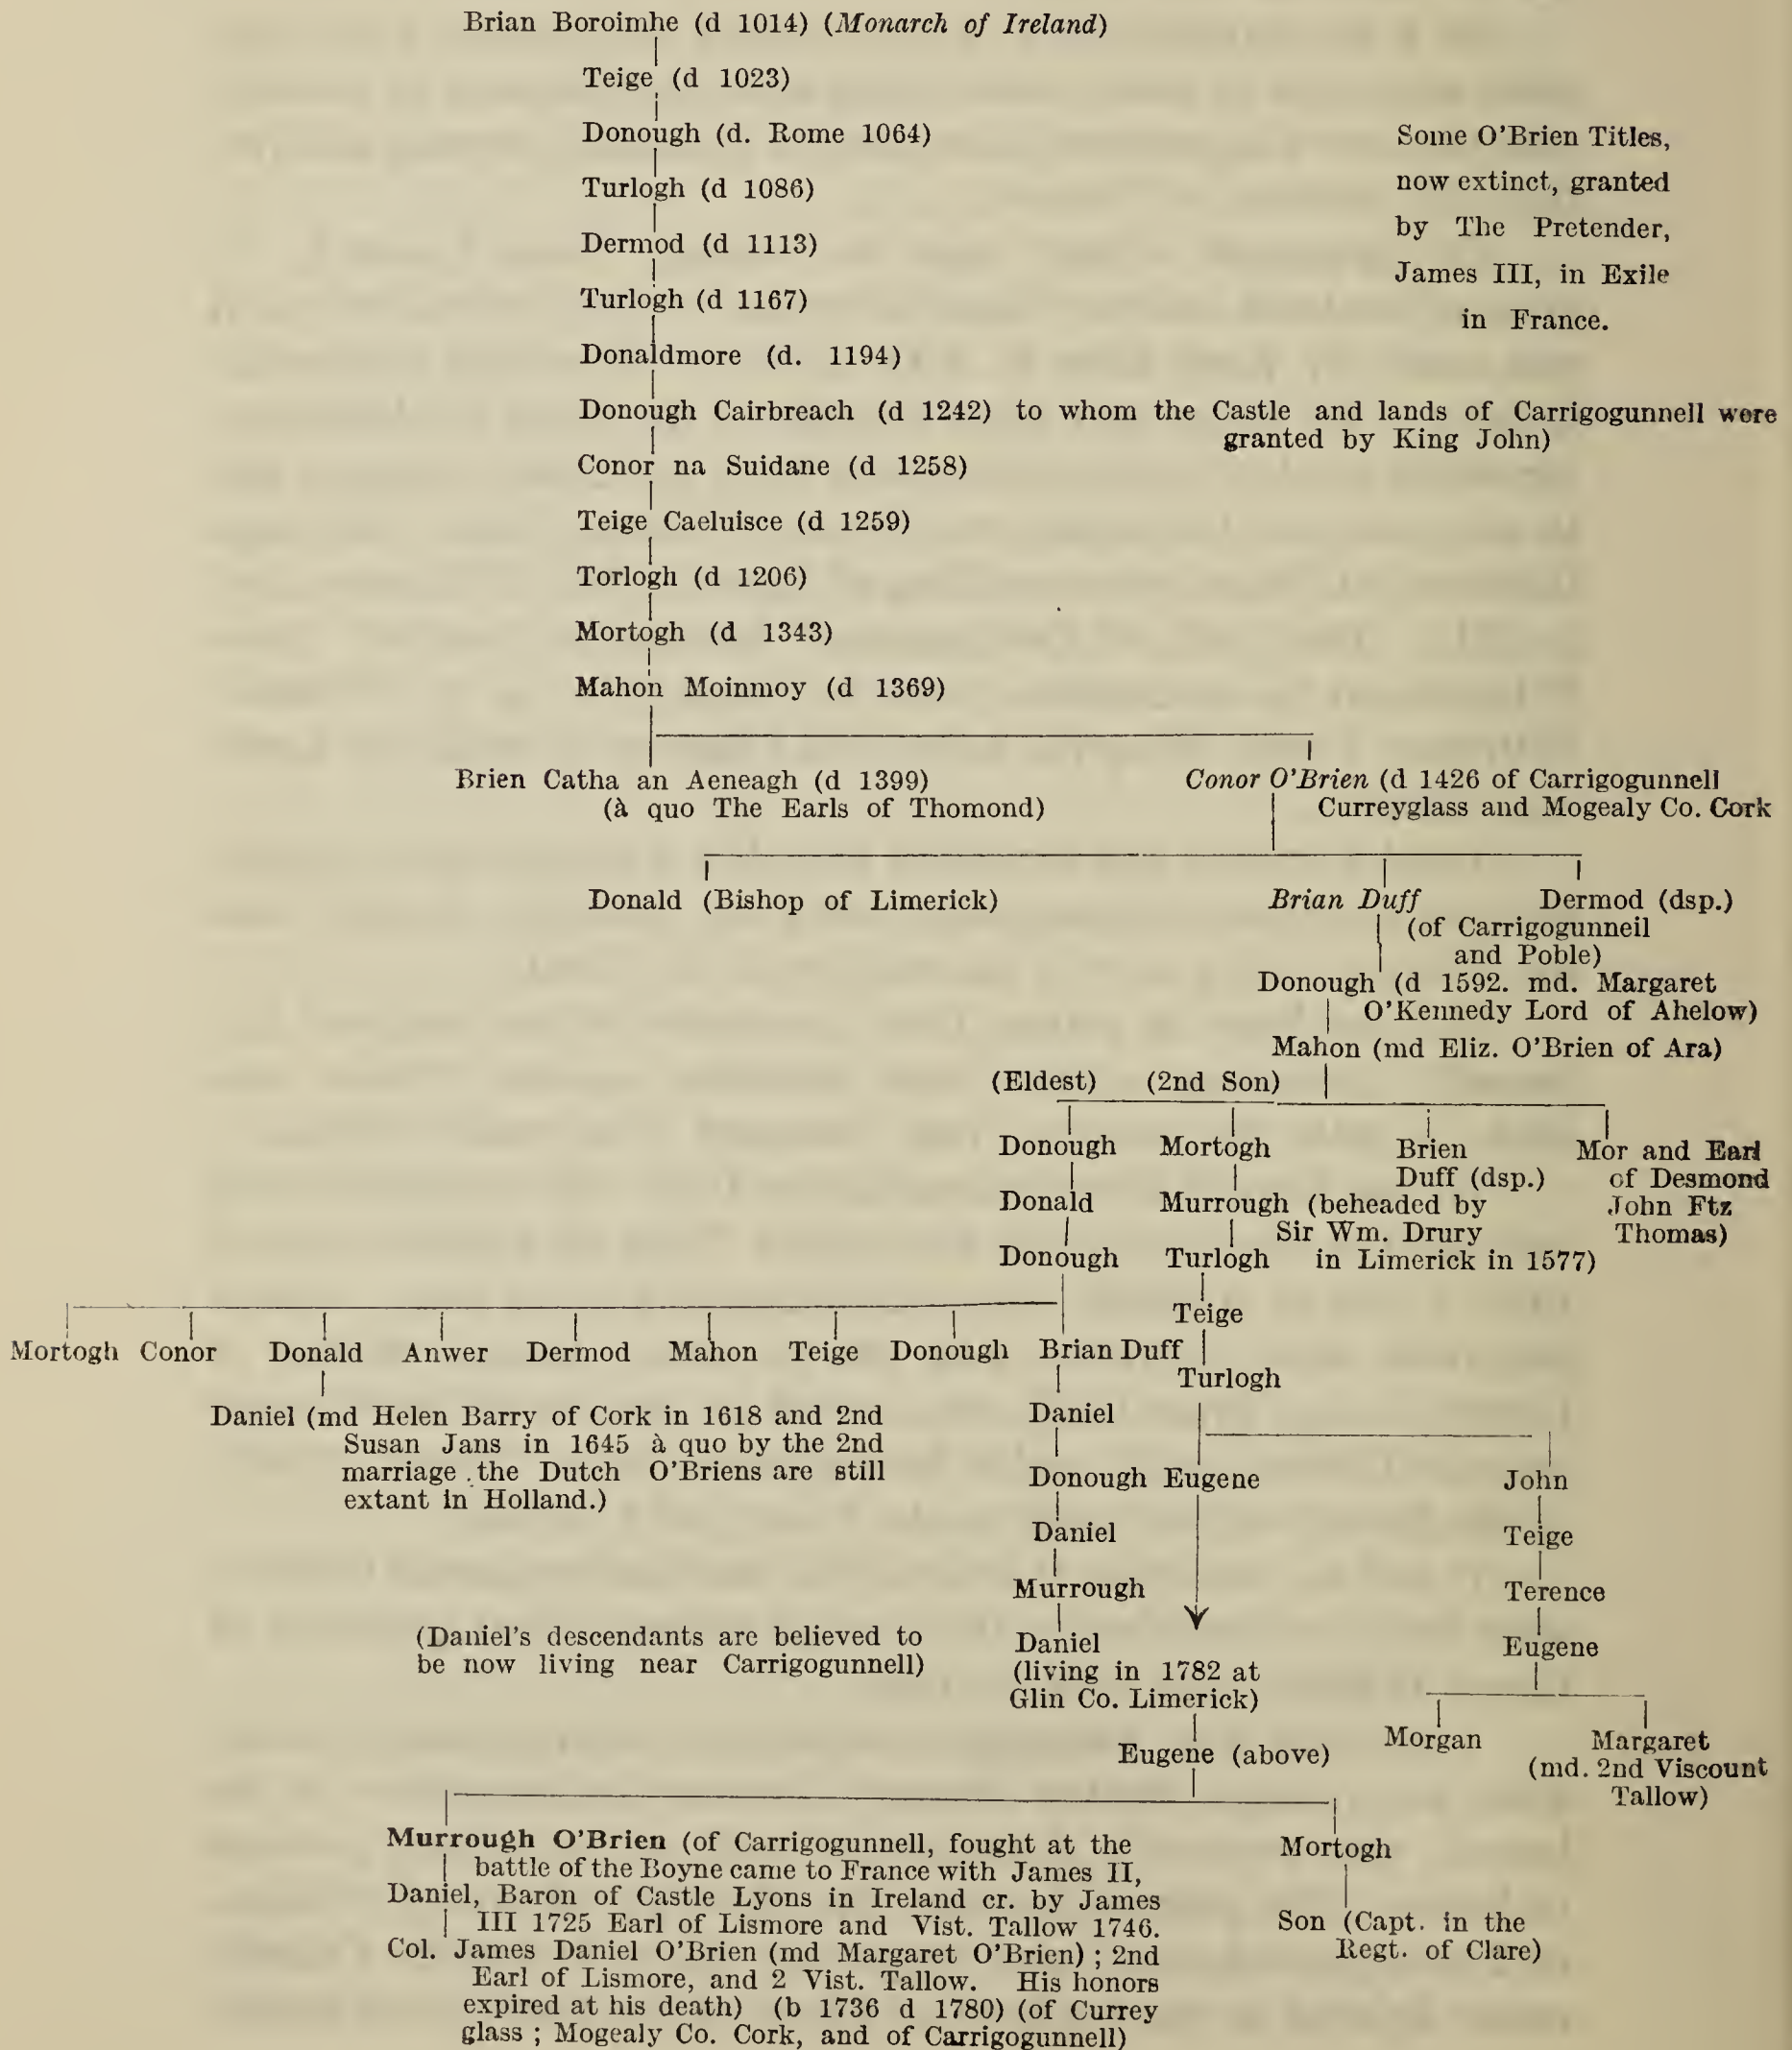 Brian Boroimhe (d 1014) (Monarch of Ireland)
Teige (d 1023)
Donough (d. Rome 1064)
Some O'Brien Titles,
now extinct, granted
by The Pretender,
James III, in Exile
in France.
Turlogh (d 1086)
Dermod (d 1113)
Turlogh (d 1167)
Donaldmore (d. 1194)
Donough Cairbreach (d 1242) to whom the Castle and lands of Carrigogunnell were
granted by King John)
Conor na Suidane (d 1258)
Teige Caeluisce (d 1259)
Torlogh (d 1206)
Mortogh (d 1343)
Mahon Moinmoy (d 1369)
Brien Catha an Aeneagh (d 1399)
(à quo The Earls of Thomond)
Conor O'Brien (d 1426 of Carrigogunnell
Curreyglass and Mogealy Co. Cork
Donald (Bishop of Limerick)
Brian Duff
(of Carrigogunneil
and Poble)
Dermod (dsp.)
Donough (d 1592. md. Margaret
O'Kennedy Lord of Ahelow)
Mahon (md Eliz. O'Brien of Ara)
(Eldest) (2nd Son)
Donough Mortogh
Brien
Duff (dsp.)
Mor and Earl
of Desmond
John Ftz
Thomas)
Donald
Murrough (beheaded by
Sir Wm. Drury
in Limerick in 1577)
Donough Turlogh
Teige
Mortogh Conor Donald Anwer Dermod Mahon Teige Donough Brian Duff
Turlogh
Daniel (md Helen Barry of Cork in 1618 and 2nd
Susan Jans in 1645 à quo by the 2nd
marriage the Dutch O'Briens are still
extant in Holland.)
Daniel
Donough Eugene
John
Daniel
Teige
Murrough
Terence
(Daniel's descendants are believed to
be now living near Carrigogunnell)
Daniel
(living in 1782 at
Glin Co. Limerick)
Eugene
Eugene (above)
Morgan
Margaret
(md. 2nd Viscount
Tallow)
Murrough O'Brien (of Carrigogunnell, fought at the
battle of the Boyne came to France with James II,
Daniel, Baron of Castle Lyons in Ireland cr. by James
III 1725 Earl of Lismore and Vist. Tallow 1746.
Col. James Daniel O'Brien (md Margaret O'Brien) ; 2nd
Earl of Lismore, and 2 Vist. Tallow. His honors
expired at his death) (b 1736 d 1780) (of Currey
glass ; Mogealy Co. Cork, and of Carrigogunnell)
Mortogh
Son (Capt. in the
Regt. of Clare)